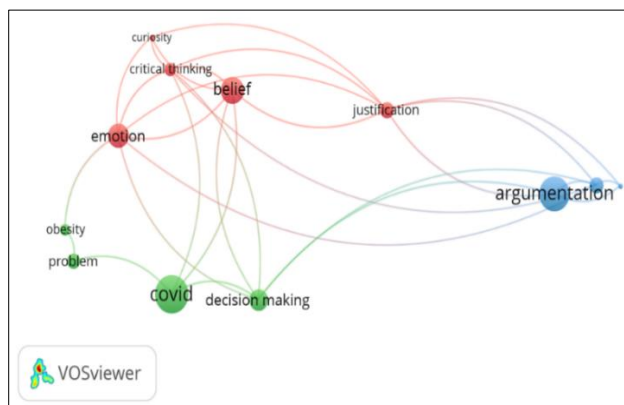 curiosity
critical thinking
belief
justification
emotion
argumentation
obesity
problem
covid
decision making
VOSviewer